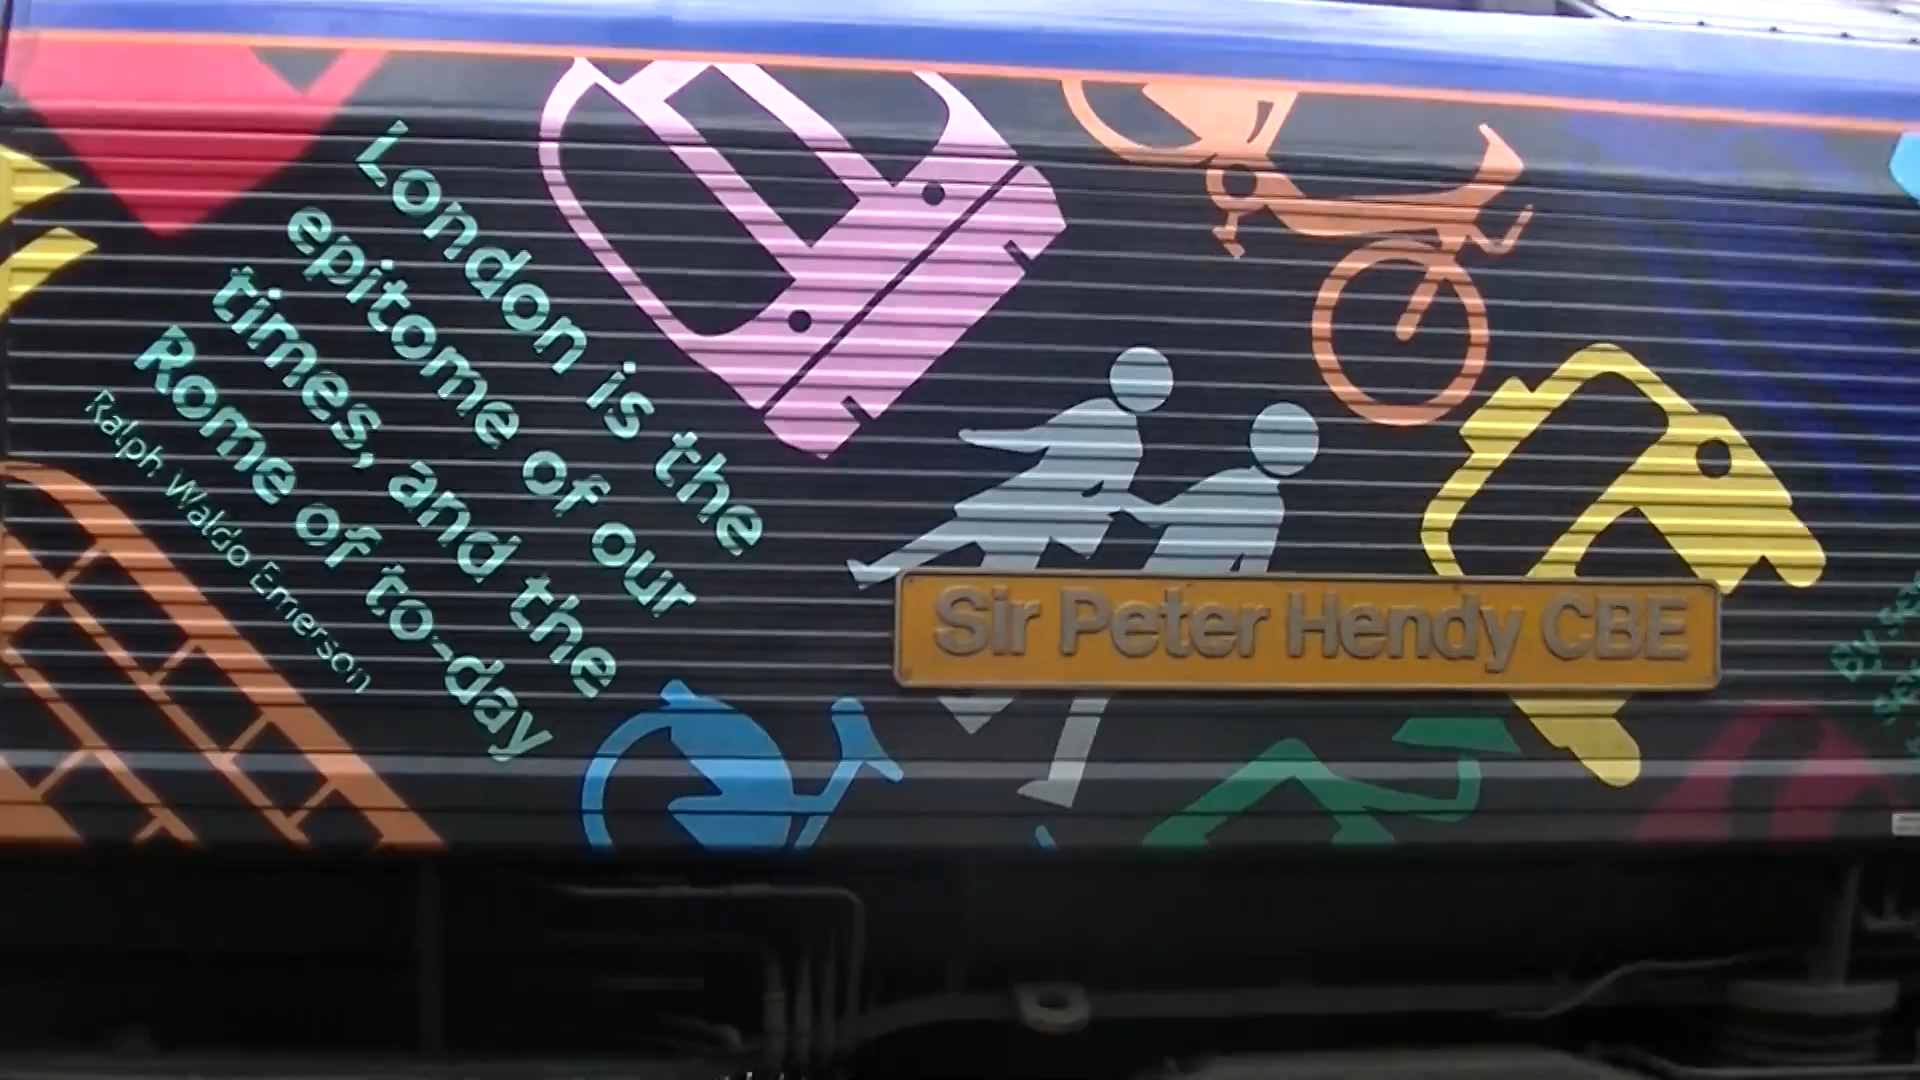 London is the
epitome of our
times, and the
Rome of to-day
Ralph Waldo Emerson
Sir Peter Hendy CBE